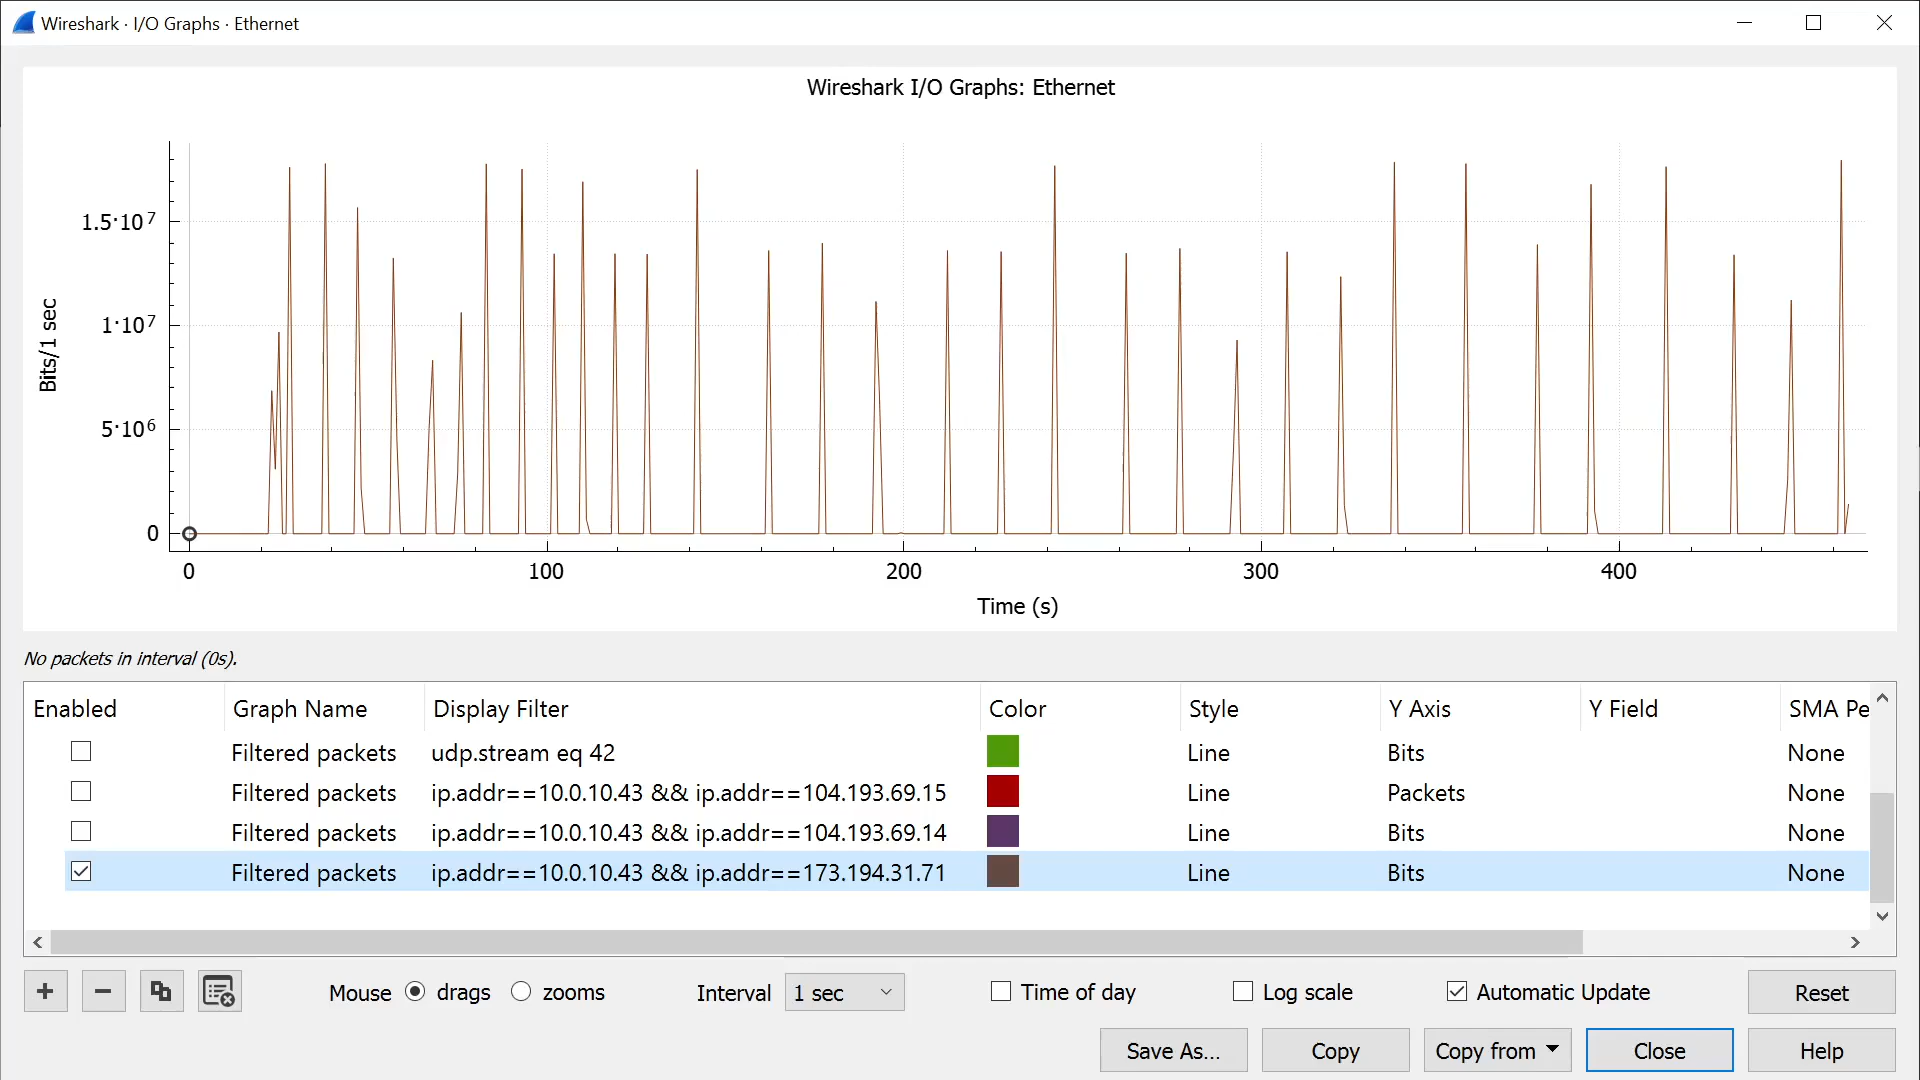 Wireshark · I/O Graphs · Ethernet
Wireshark I/O Graphs: Ethernet
Bits/1 sec
1.5·10⁷
1·10⁷
5·10⁶
0
0 100 200 300 400
Time (s)
No packets in interval (0s).
Enabled Graph Name Display Filter Color Style Y Axis Y Field SMA Pe
Filtered packets udp.stream eq 42 Line Bits None
Filtered packets ip.addr==10.0.10.43 && ip.addr==104.193.69.15 Line Packets None
Filtered packets ip.addr==10.0.10.43 && ip.addr==104.193.69.14 Line Bits None
Filtered packets ip.addr==10.0.10.43 && ip.addr==173.194.31.71 Line Bits None
Mouse drags zooms Interval 1 sec Time of day Log scale Automatic Update Reset
Save As... Copy Copy from Close Help